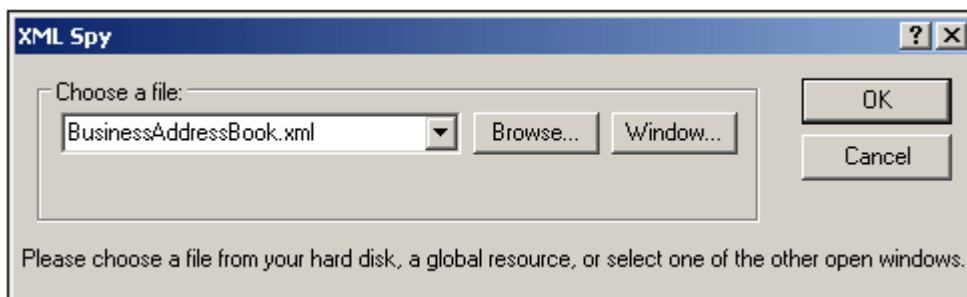 XML Spy
Choose a file:
BusinessAddressBook.xml
Browse...
Window...
OK
Cancel
Please choose a file from your hard disk, a global resource, or select one of the other open windows.